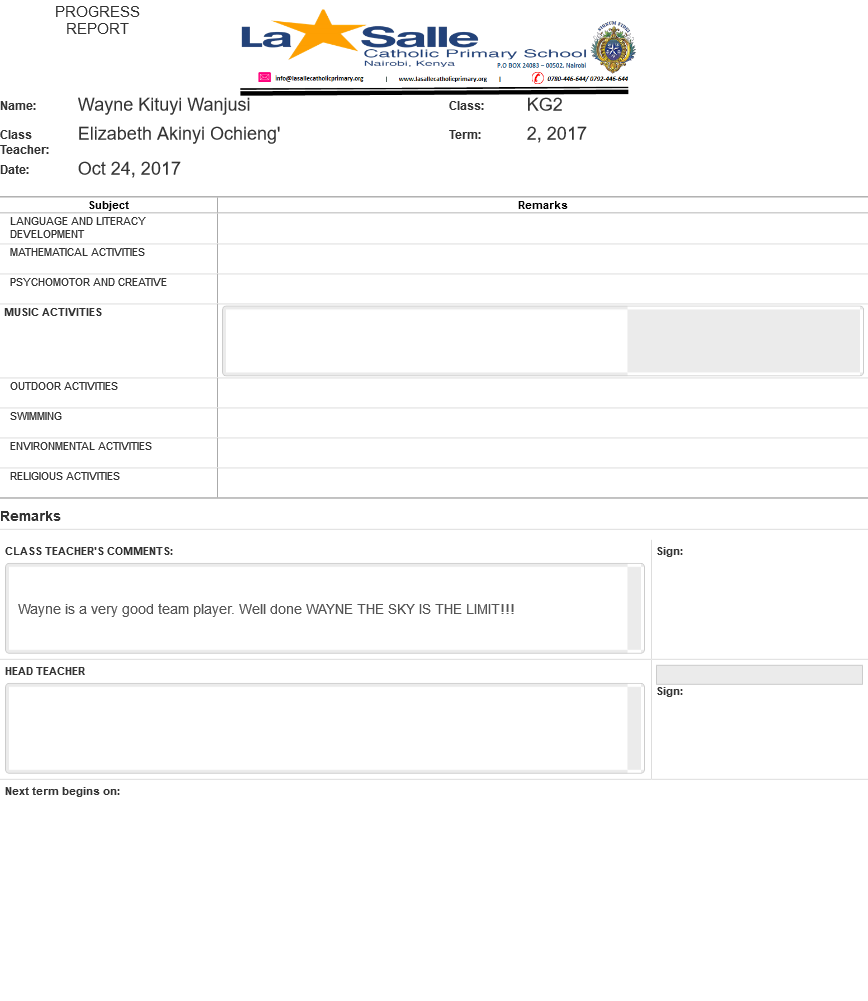 PROGRESS
REPORT
La Salle
Catholic Primary School
Nairobi, Kenya
P.O BOX 24083 – 00502, Nairobi
info@lasallecatholicprimary.org | www.lasallecatholicprimary.org | 0780-446-644/ 0792-446-644
Name: Wayne Kituyi Wanjusi Class: KG2
Class Teacher: Elizabeth Akinyi Ochieng' Term: 2, 2017
Date: Oct 24, 2017
Subject Remarks
LANGUAGE AND LITERACY
DEVELOPMENT
MATHEMATICAL ACTIVITIES
PSYCHOMOTOR AND CREATIVE
MUSIC ACTIVITIES
OUTDOOR ACTIVITIES
SWIMMING
ENVIRONMENTAL ACTIVITIES
RELIGIOUS ACTIVITIES
Remarks
CLASS TEACHER'S COMMENTS: Sign:
Wayne is a very good team player. Well done WAYNE THE SKY IS THE LIMIT!!!
HEAD TEACHER
Sign:
Next term begins on: